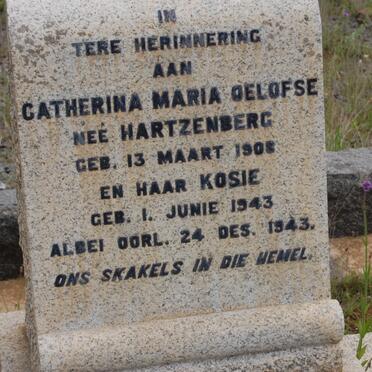 IN
TERE HERINNERING
AAN
CATHERINA MARIA OELOFSE
NEE HARTZENBERG
GEB. 13 MAART 1908
EN HAAR KOSIE
GEB. 1. JUNIE 1943
ALBEI OORL. 24 DES. 1943.
ONS SKAKELS IN DIE HEMEL.